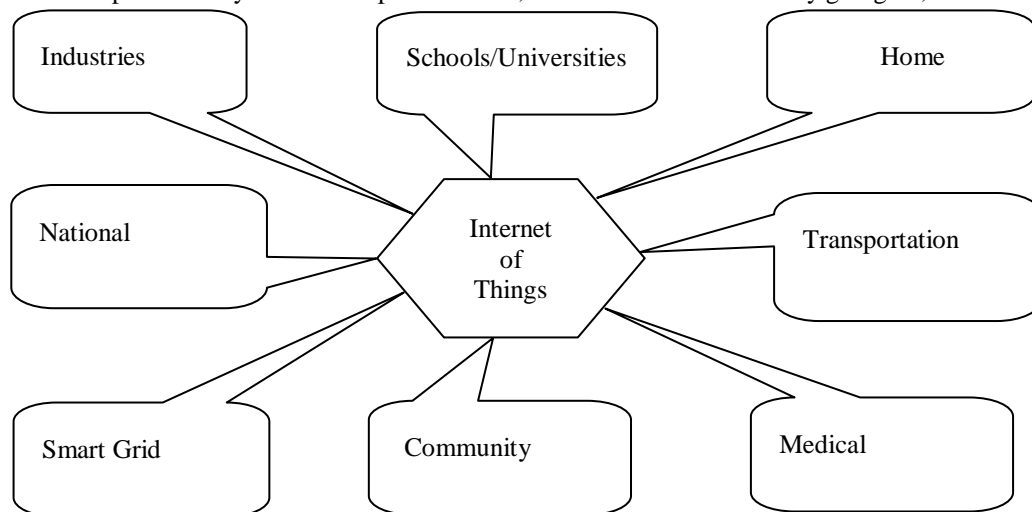 Industries
Schools/Universities
Home
National
Internet
of
Things
Transportation
Smart Grid
Community
Medical